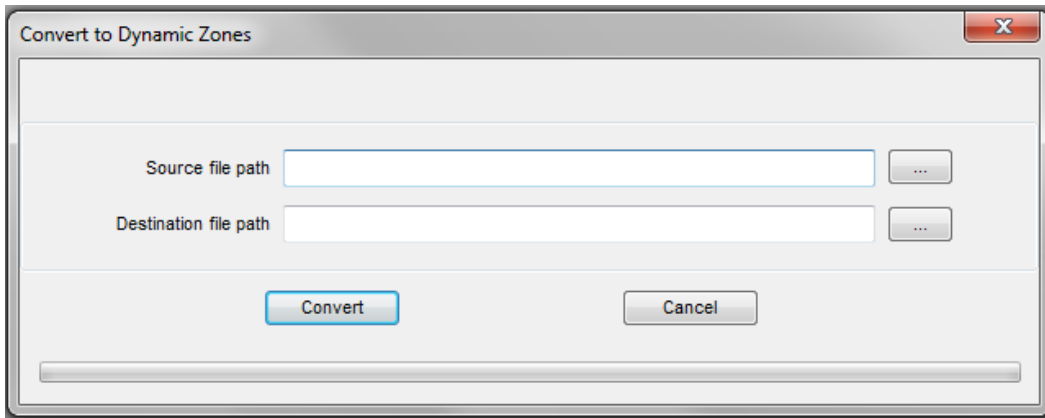 Convert to Dynamic Zones
Source file path ...
Destination file path ...
Convert Cancel